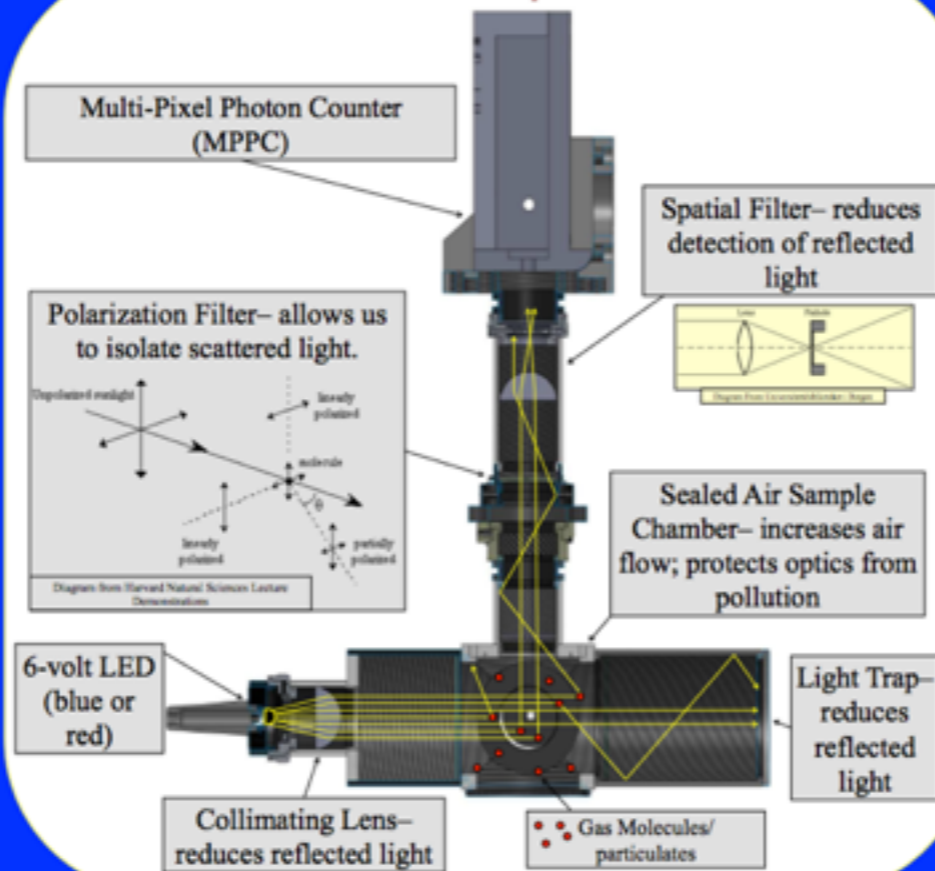 Multi-Pixel Photon Counter
(MPPC)
Spatial Filter– reduces
detection of reflected
light
Lens
Pinhole
Polarization Filter– allows us
to isolate scattered light.
Unpolarized sunlight
linearly
polarized
molecule
θ
linearly
polarized
partially
polarized
Diagram from Harvard Natural Sciences Lecture
Demonstrations
Sealed Air Sample
Chamber– increases air
flow; protects optics from
pollution
6-volt LED
(blue or
red)
Light Trap–
reduces
reflected
light
Collimating Lens–
reduces reflected light
Gas Molecules/
particulates